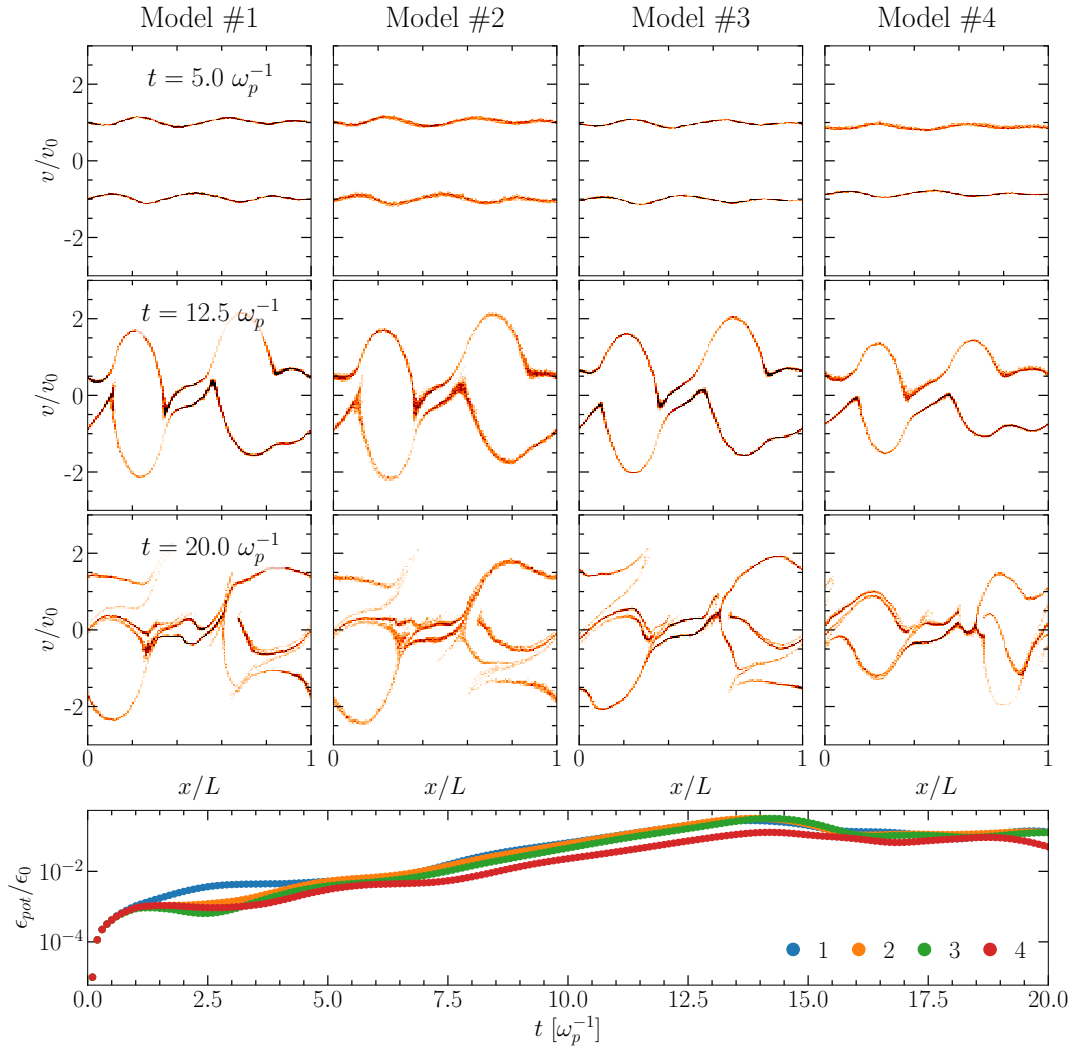 Model #1 Model #2 Model #3 Model #4
t = 5.0 ω_p^{-1}
2
0
-2
v/v_0
t = 12.5 ω_p^{-1}
2
0
-2
v/v_0
t = 20.0 ω_p^{-1}
2
0
-2
v/v_0
0 1 0 1 0 1 0 1
x/L x/L x/L x/L
10^{-2}
10^{-4}
ϵ_{pot}/ϵ_0
1 2 3 4
0.0 2.5 5.0 7.5 10.0 12.5 15.0 17.5 20.0
t [ω_p^{-1}]